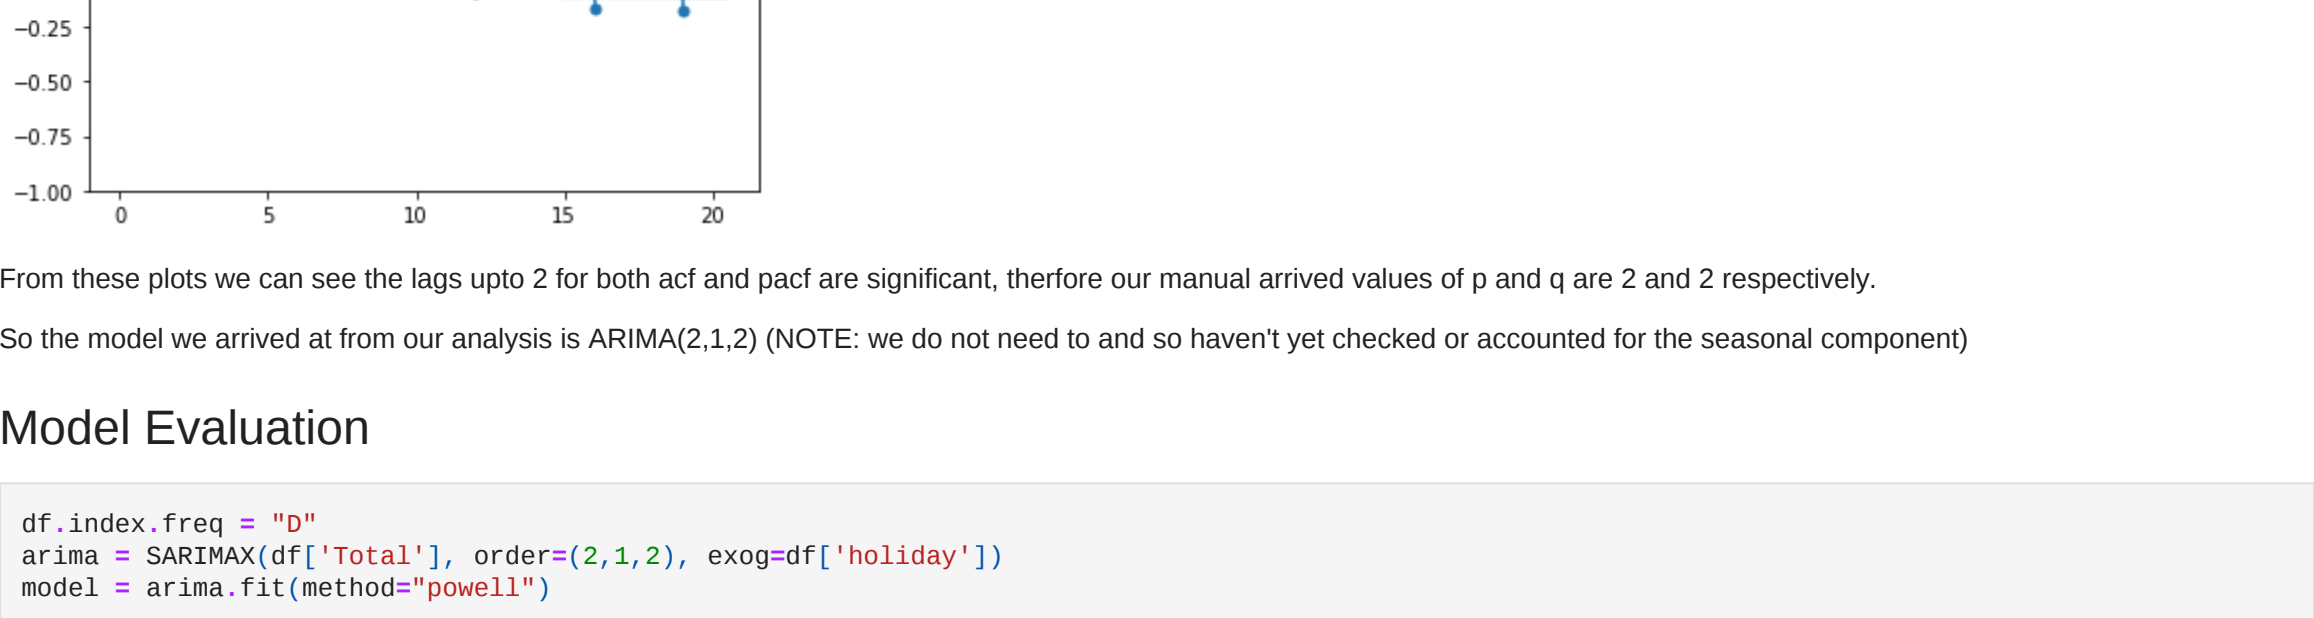 −0.25
−0.50
−0.75
−1.00
0 5 10 15 20
From these plots we can see the lags upto 2 for both acf and pacf are significant, therfore our manual arrived values of p and q are 2 and 2 respectively.
So the model we arrived at from our analysis is ARIMA(2,1,2) (NOTE: we do not need to and so haven't yet checked or accounted for the seasonal component)
Model Evaluation
df.index.freq = "D"
arima = SARIMAX(df['Total'], order=(2,1,2), exog=df['holiday'])
model = arima.fit(method="powell")